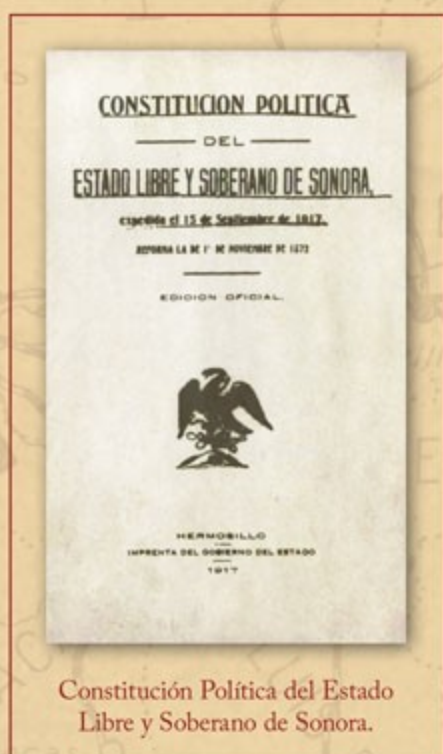 CONSTITUCION POLITICA
DEL
ESTADO LIBRE Y SOBERANO DE SONORA,
expedida el 15 de Septiembre de 1917.
REFORMA LA DE 1° DE NOVIEMBRE DE 1872
EDICION OFICIAL.
HERMOSILLO
IMPRENTA DEL GOBIERNO DEL ESTADO
1917
Constitución Política del Estado
Libre y Soberano de Sonora.